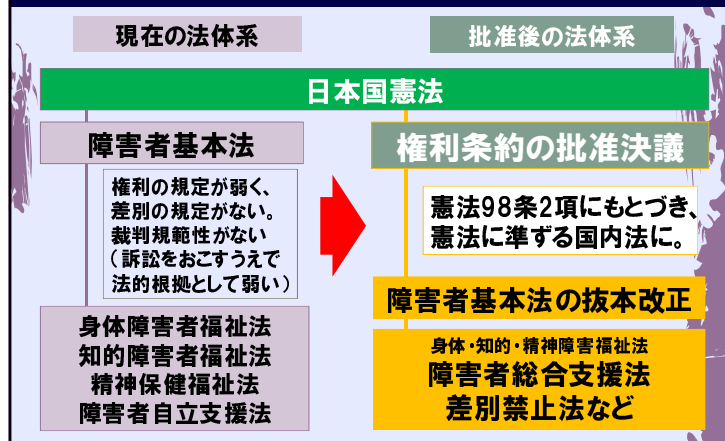 現在の法体系
批准後の法体系
日本国憲法
障害者基本法
権利の規定が弱く、
差別の規定がない。
裁判規範性がない
（訴訟をおこすうえで
法的根拠として弱い）
身体障害者福祉法
知的障害者福祉法
精神保健福祉法
障害者自立支援法
権利条約の批准決議
憲法98条2項にもとづき、
憲法に準ずる国内法に。
障害者基本法の抜本改正
身体・知的・精神障害福祉法
障害者総合支援法
差別禁止法など